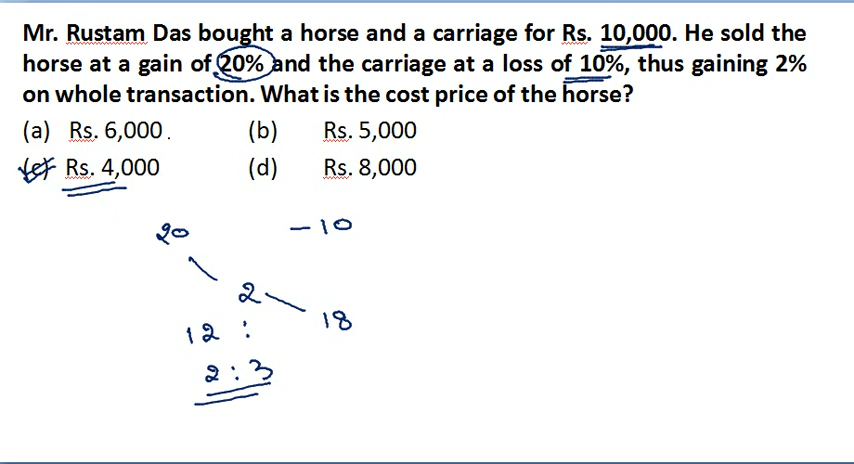 Mr. Rustam Das bought a horse and a carriage for Rs. 10,000. He sold the
horse at a gain of 20% and the carriage at a loss of 10%, thus gaining 2%
on whole transaction. What is the cost price of the horse?
(a) Rs. 6,000. (b) Rs. 5,000
(c) Rs. 4,000 (d) Rs. 8,000
20 -10
2
12 : 18
2 : 3